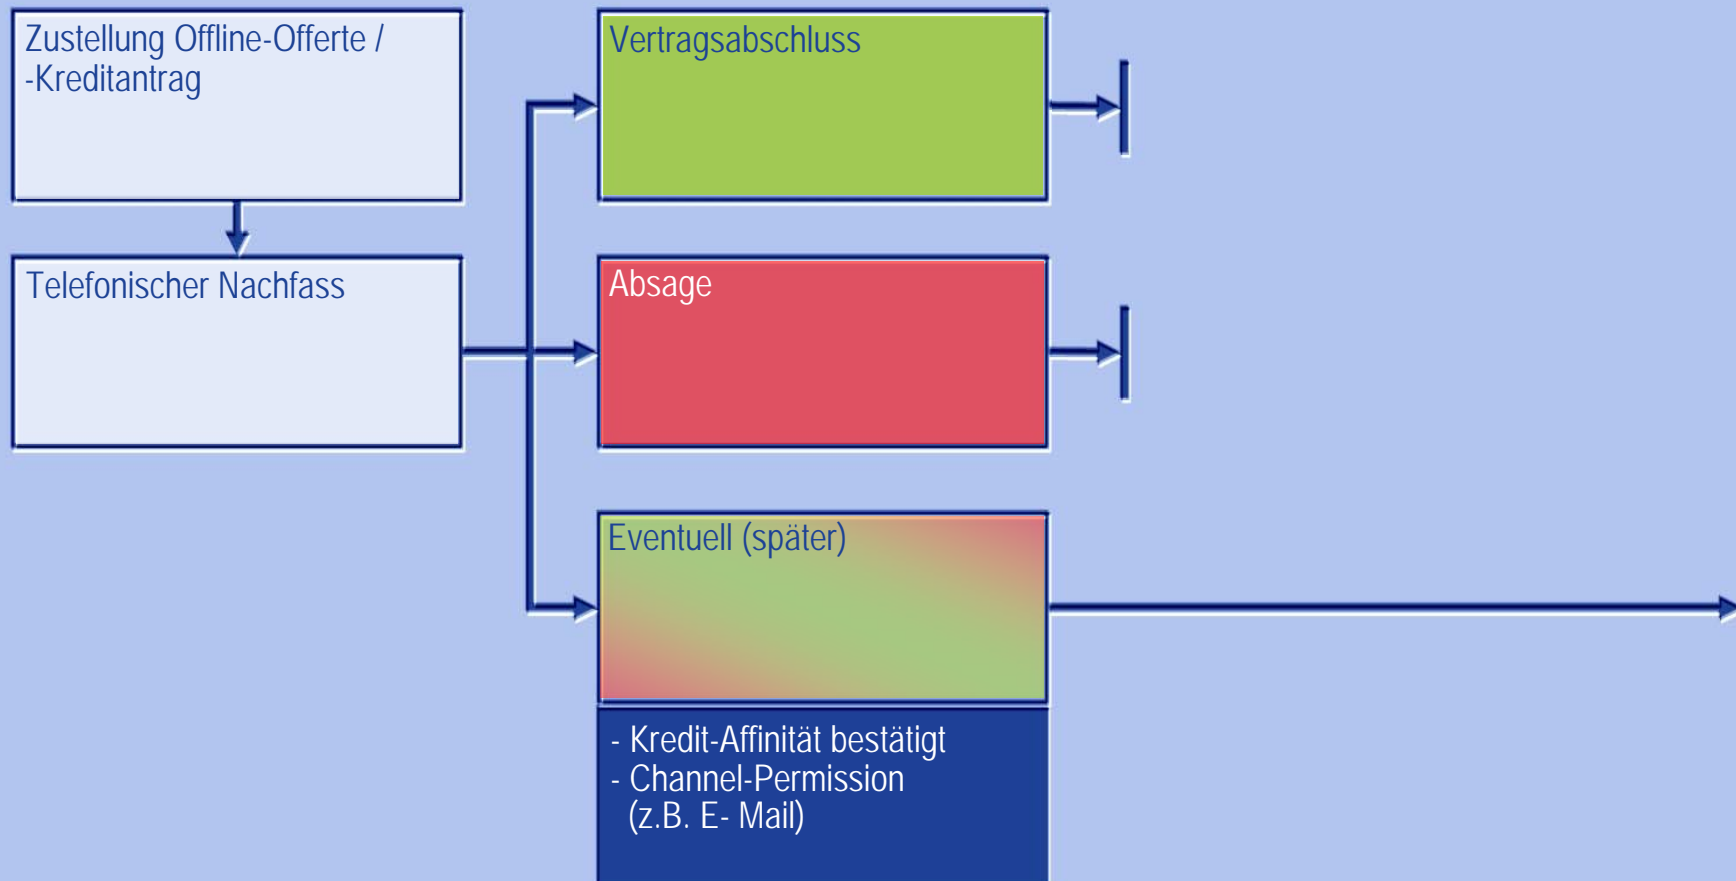 Zustellung Offline-Offerte /
-Kreditantrag
Telefonischer Nachfass
Vertragsabschluss
Absage
Eventuell (später)
- Kredit-Affinität bestätigt
- Channel-Permission
(z.B. E- Mail)